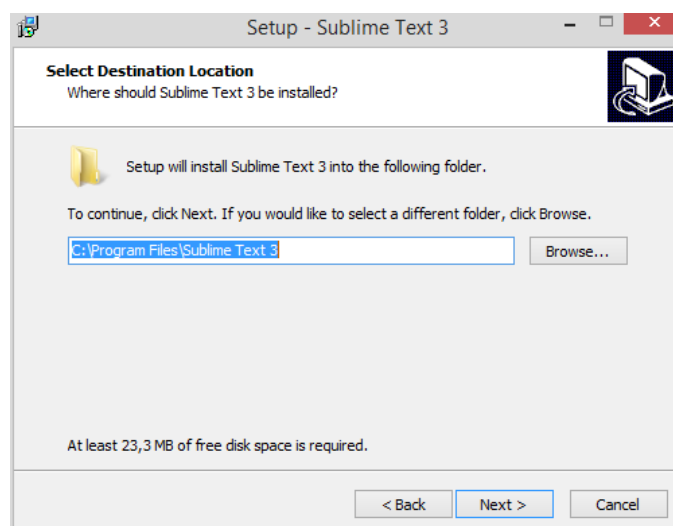 Setup - Sublime Text 3
Select Destination Location
Where should Sublime Text 3 be installed?
Setup will install Sublime Text 3 into the following folder.
To continue, click Next. If you would like to select a different folder, click Browse.
C:\Program Files\Sublime Text 3
Browse...
At least 23,3 MB of free disk space is required.
< Back Next > Cancel